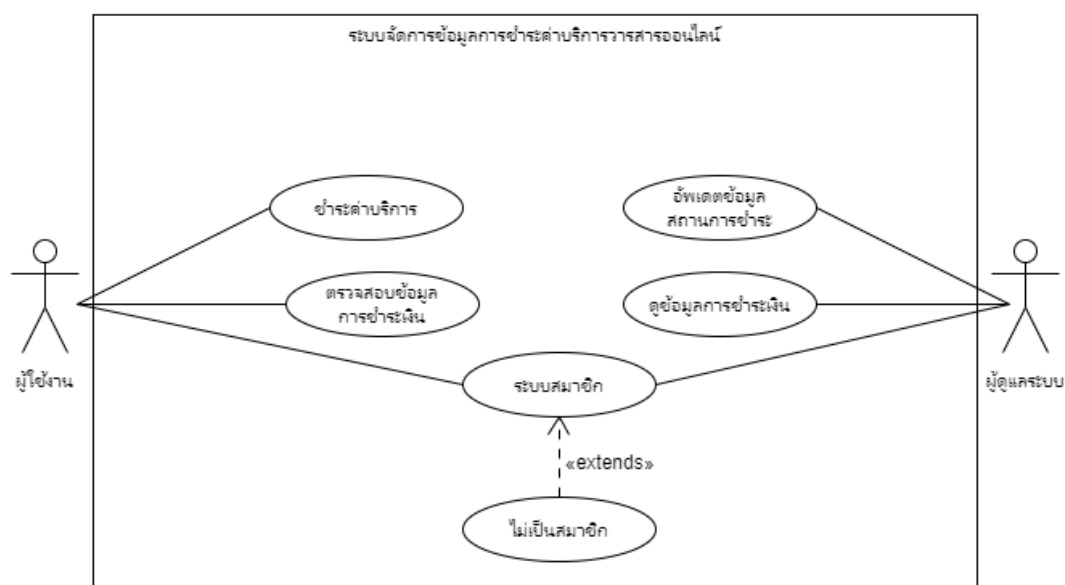 ระบบจัดการข้อมูลการชำระค่าบริการวารสารออนไลน์
ชำระค่าบริการ
อัพเดตข้อมูล
สถานการชำระ
ตรวจสอบข้อมูล
การชำระเงิน
ดูข้อมูลการชำระเงิน
ผู้ใช้งาน
ระบบสมาชิก
ผู้ดูแลระบบ
«extends»
ไม่เป็นสมาชิก